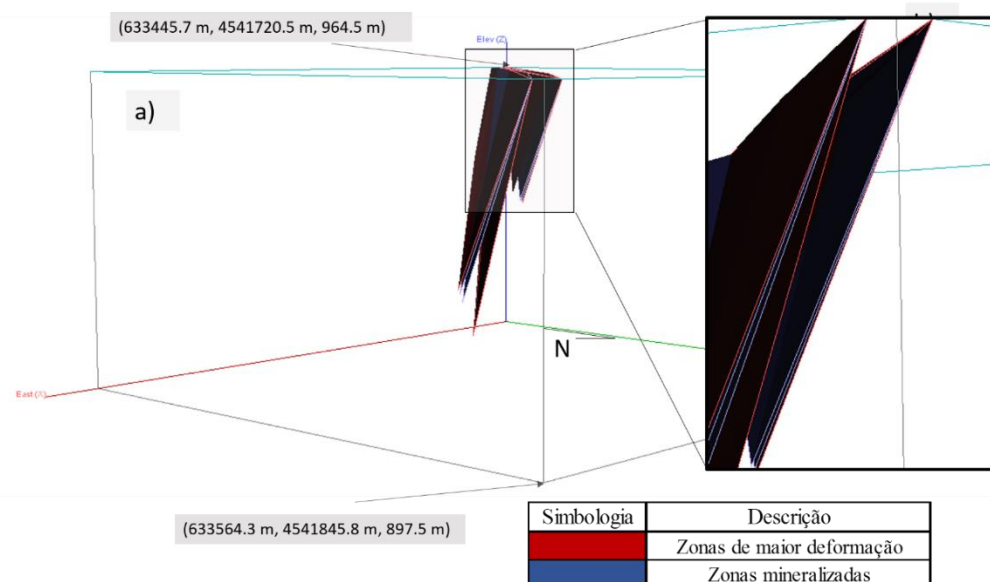 (633445.7 m, 4541720.5 m, 964.5 m)
Elev (Z)
a)
N
East (X)
(633564.3 m, 4541845.8 m, 897.5 m)
Simbologia Descrição
Zonas de maior deformação
Zonas mineralizadas